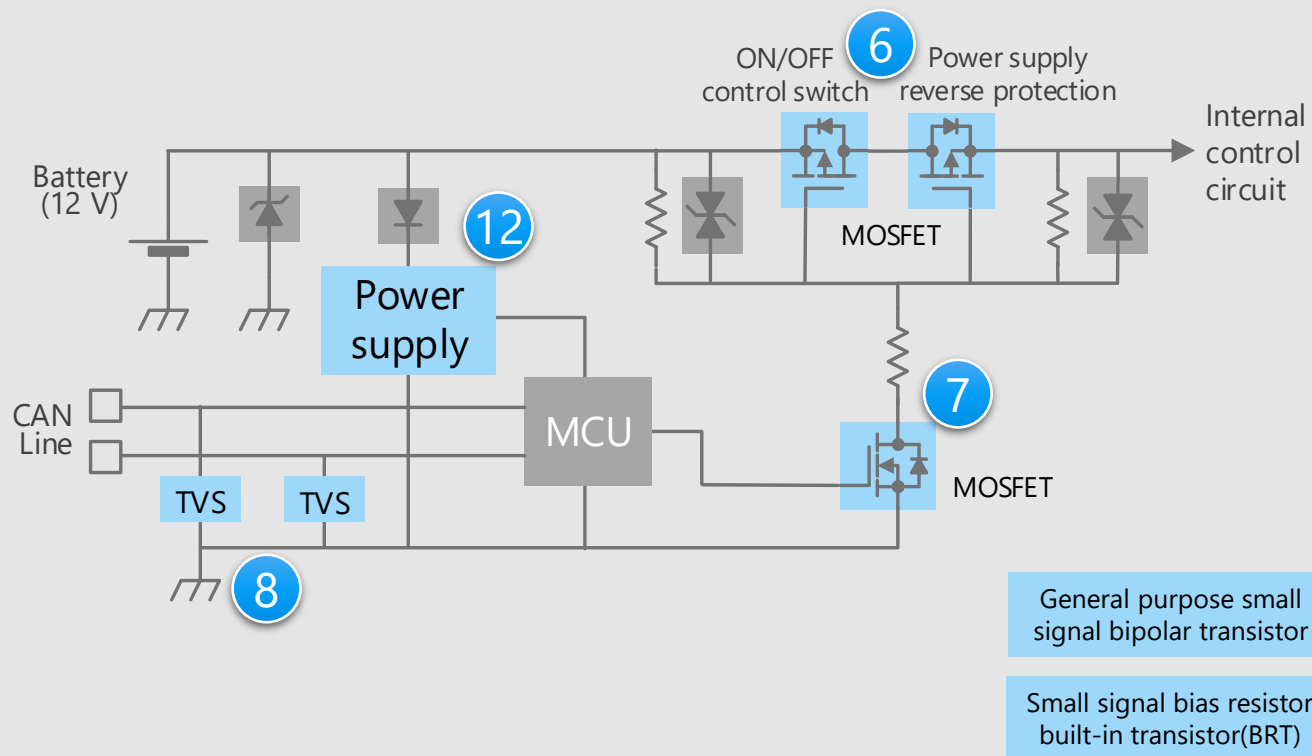 6
ON/OFF
control switch
Power supply
reverse protection
Internal
control
circuit
Battery
(12 V)
12
MOSFET
Power
supply
7
CAN
Line
MCU
MOSFET
TVS
TVS
8
General purpose small
signal bipolar transistor
Small signal bias resistor
built-in transistor(BRT)